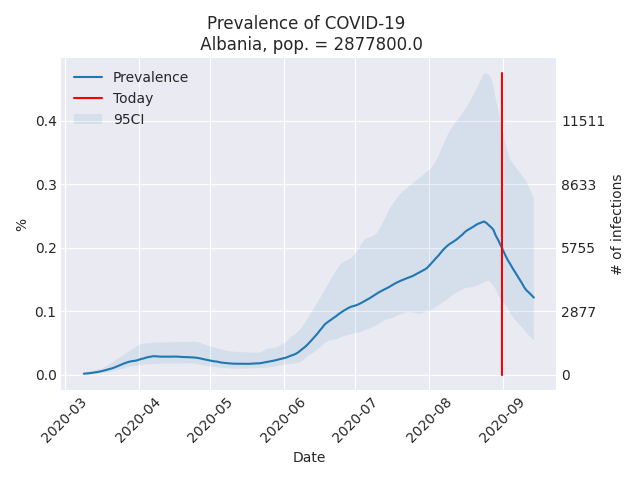 Prevalence of COVID-19
Albania, pop. = 2877800.0
Prevalence
Today
95CI
0.4
0.3
0.2
0.1
0.0
%
11511
8633
5755
2877
0
# of infections
2020-03
2020-04
2020-05
2020-06
2020-07
2020-08
2020-09
Date